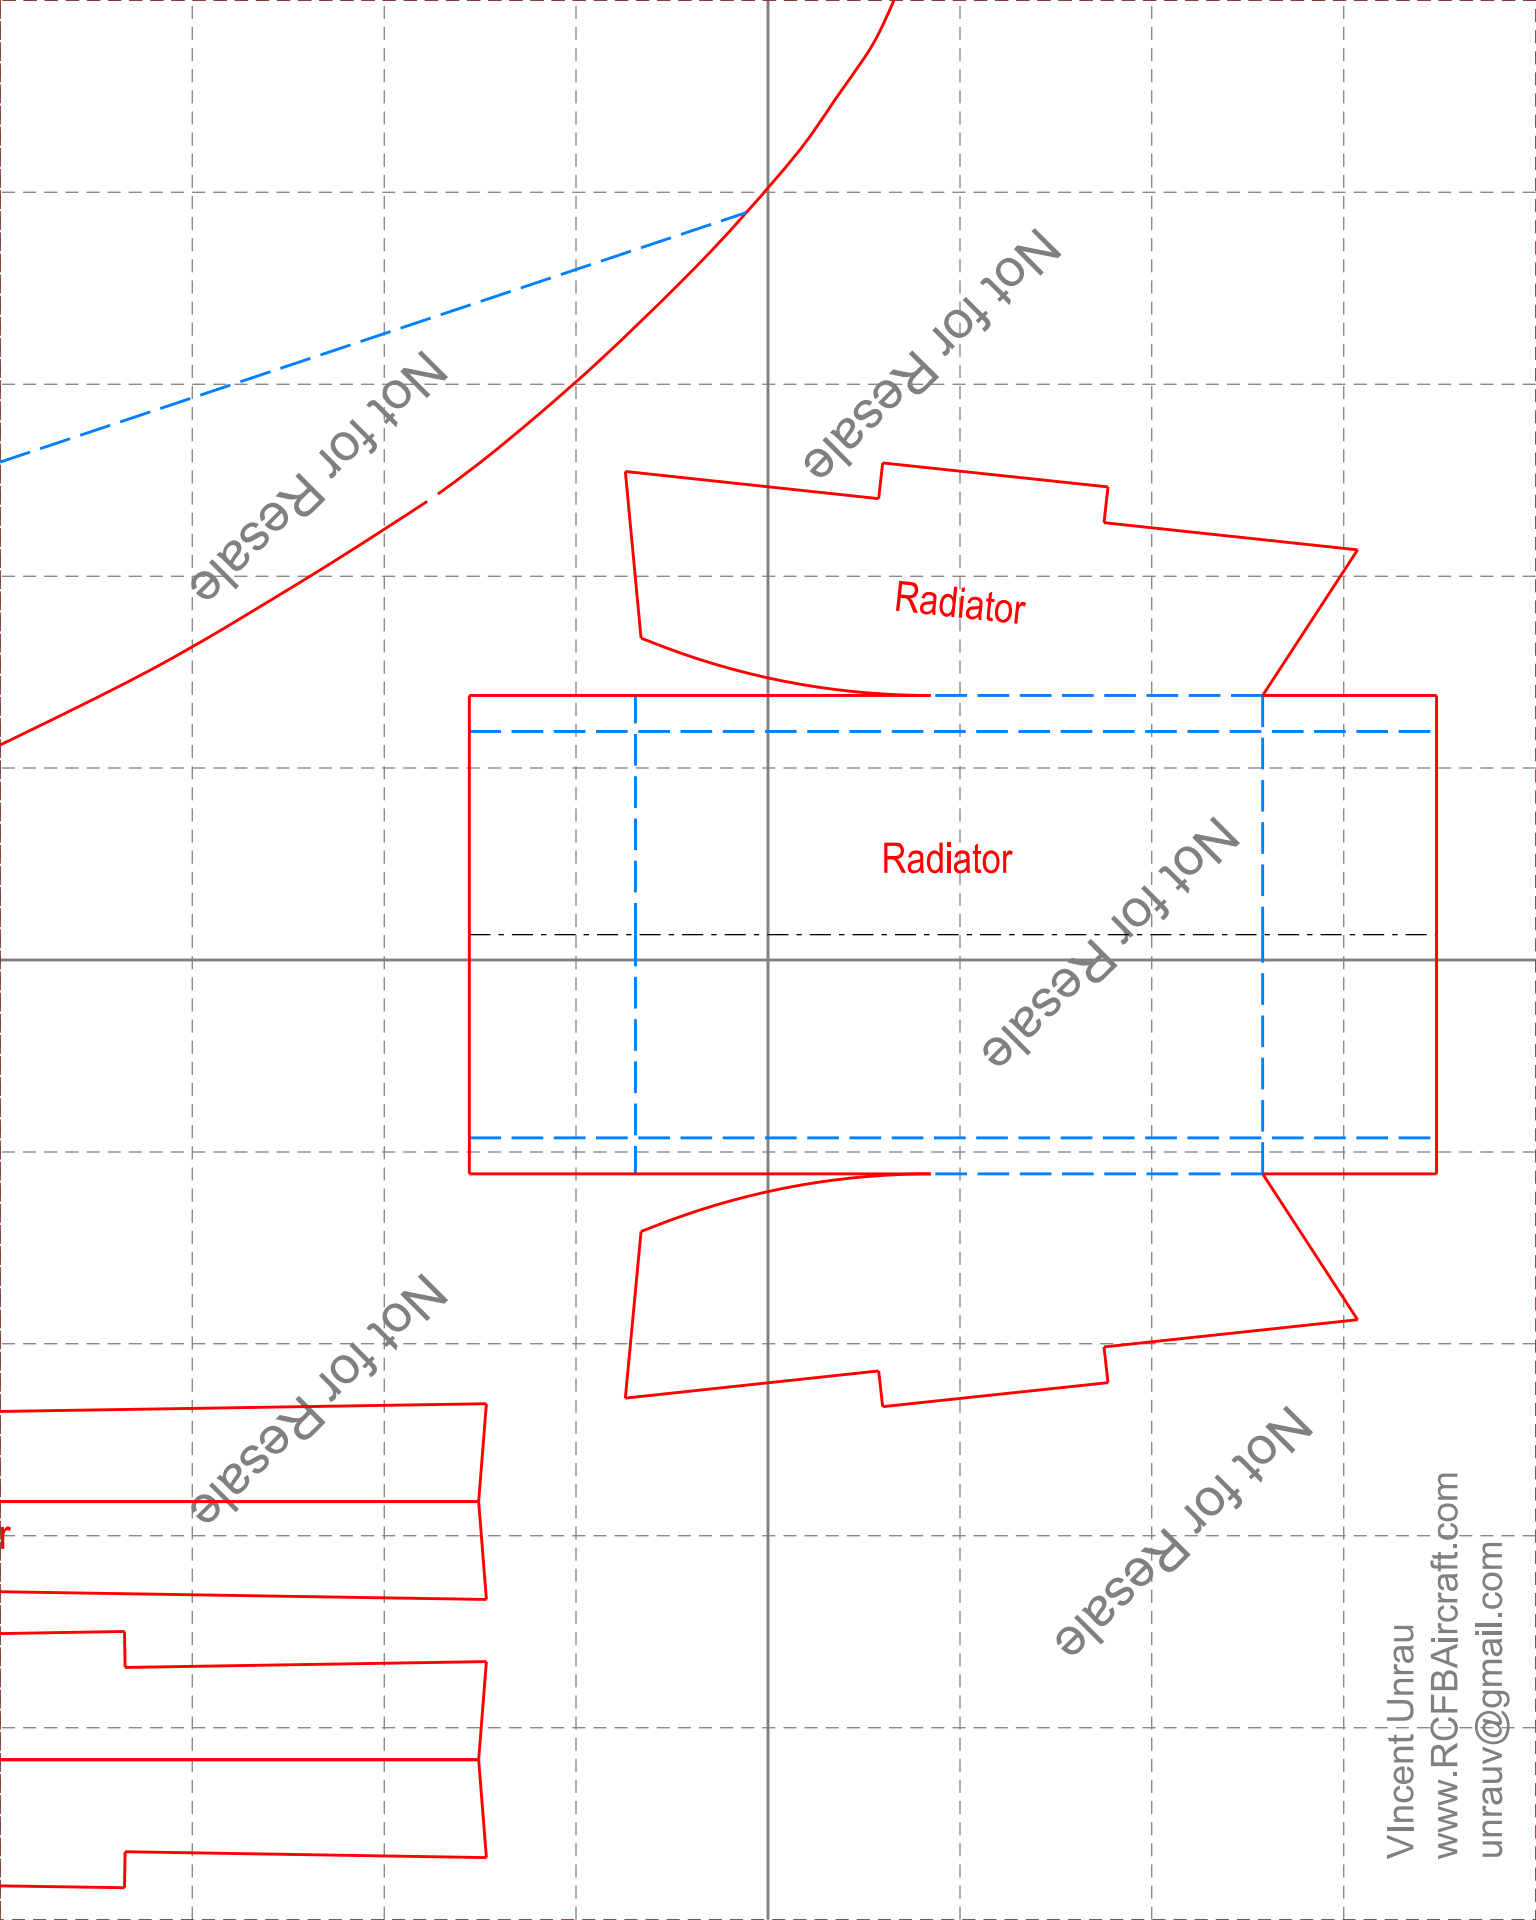 Not for Resale
Not for Resale
Radiator
Radiator
Not for Resale
Not for Resale
Not for Resale
r
VIncent Unrau
www.RCFBAircraft.com
unrauv@gmail.com